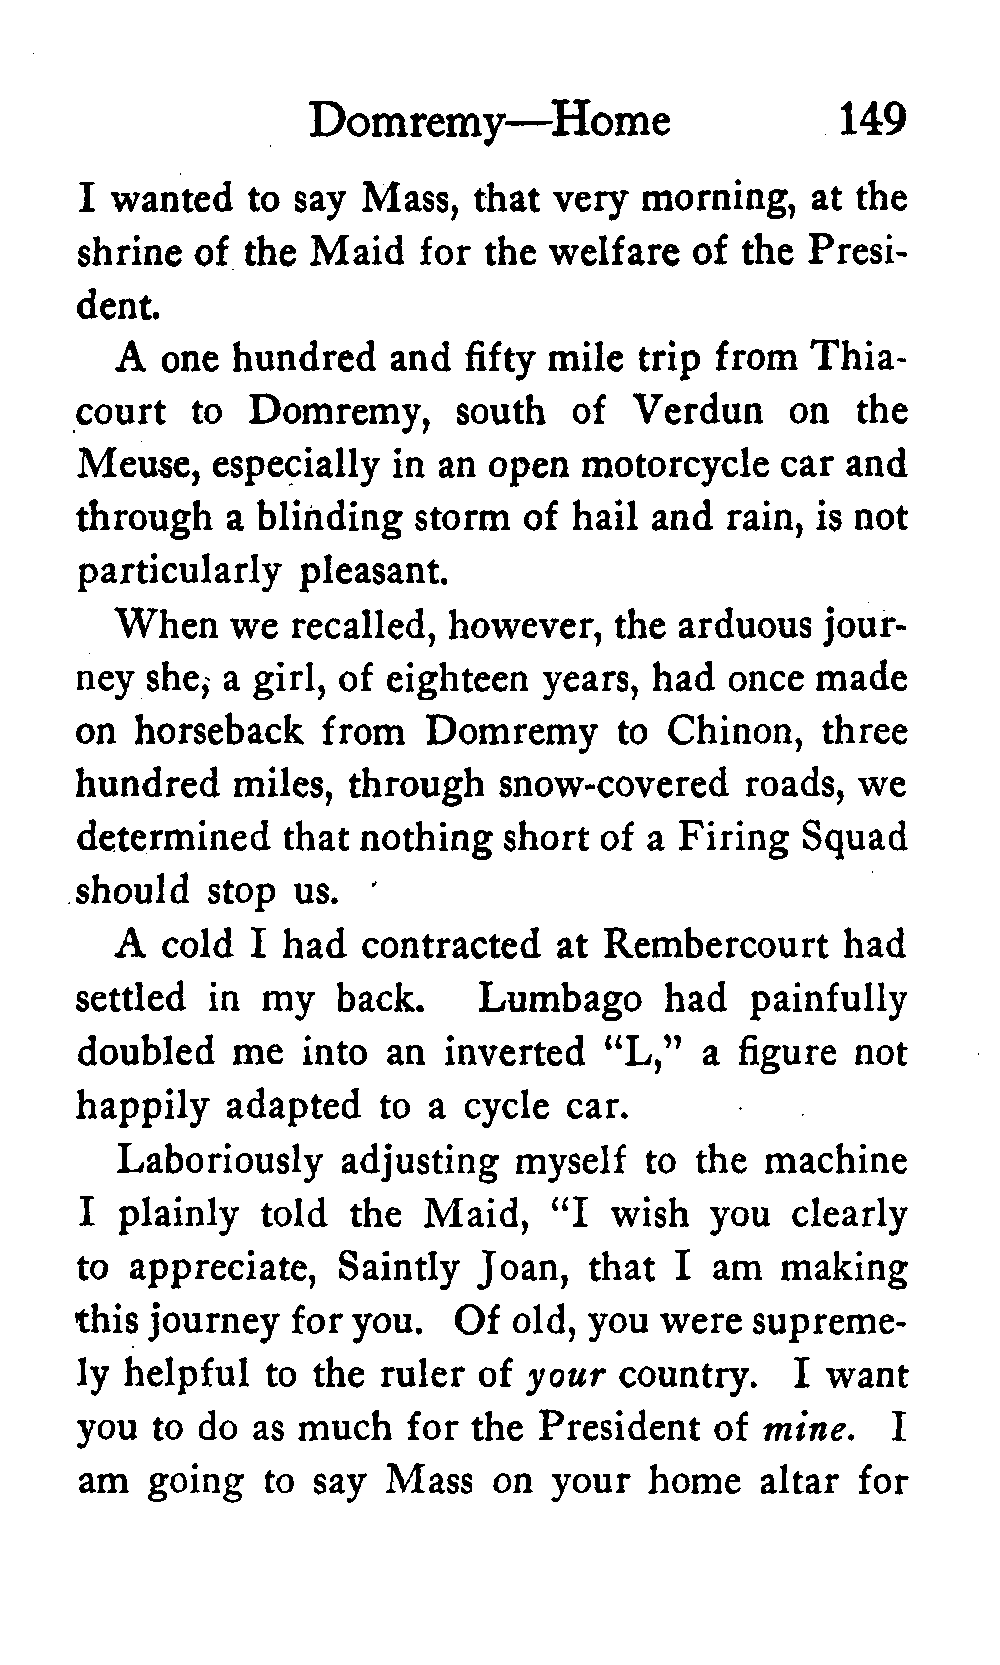 Domremy—Home 149
I wanted to say Mass, that very morning, at the
shrine of the Maid for the welfare of the Presi-
dent.
A one hundred and fifty mile trip from Thia-
court to Domremy, south of Verdun on the
Meuse, especially in an open motorcycle car and
through a blinding storm of hail and rain, is not
particularly pleasant.
When we recalled, however, the arduous jour-
ney she, a girl, of eighteen years, had once made
on horseback from Domremy to Chinon, three
hundred miles, through snow-covered roads, we
determined that nothing short of a Firing Squad
should stop us.
A cold I had contracted at Rembercourt had
settled in my back. Lumbago had painfully
doubled me into an inverted “L,” a figure not
happily adapted to a cycle car.
Laboriously adjusting myself to the machine
I plainly told the Maid, “I wish you clearly
to appreciate, Saintly Joan, that I am making
this journey for you. Of old, you were supreme-
ly helpful to the ruler of your country. I want
you to do as much for the President of mine. I
am going to say Mass on your home altar for